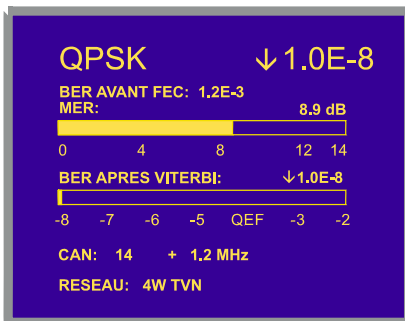 QPSK ↓1.0E-8
BER AVANT FEC: 1.2E-3
MER: 8.9 dB
0 4 8 12 14
BER APRES VITERBI: ↓1.0E-8
-8 -7 -6 -5 QEF -3 -2
CAN: 14 + 1.2 MHz
RESEAU: 4W TVN